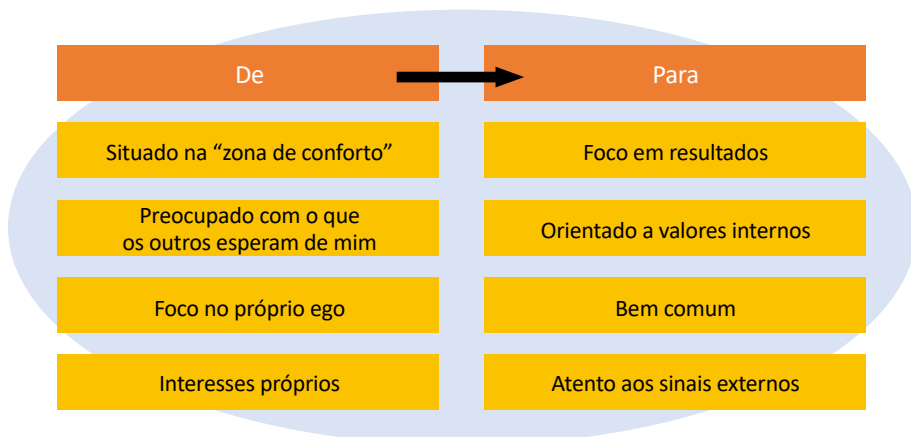 De
Para
Situado na “zona de conforto”
Foco em resultados
Preocupado com o que
os outros esperam de mim
Orientado a valores internos
Foco no próprio ego
Bem comum
Interesses próprios
Atento aos sinais externos